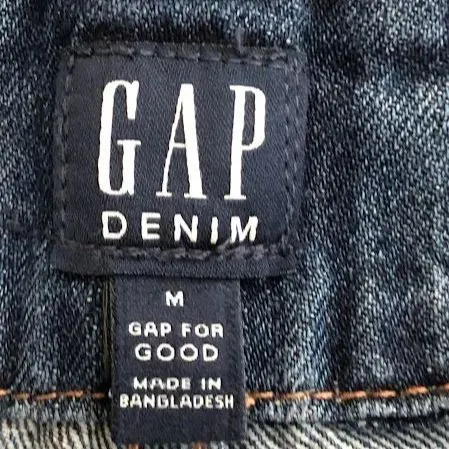 GAP
DENIM
M
GAP FOR
GOOD
MADE IN
BANGLADESH